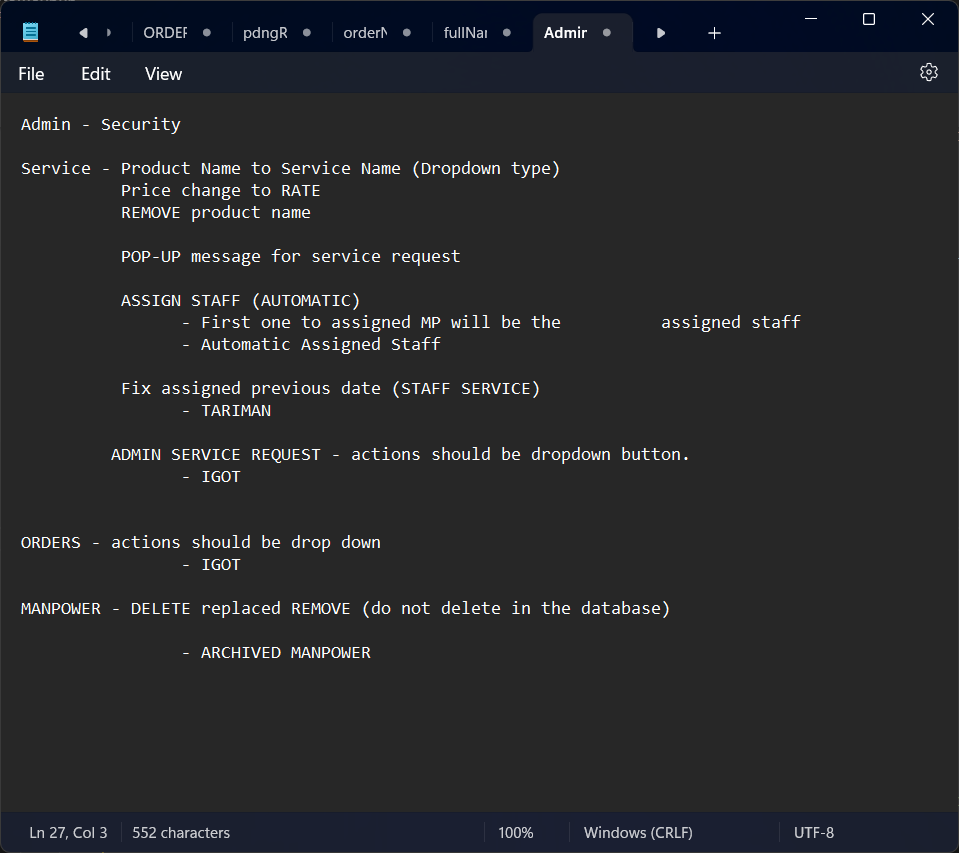 ORDER pdngR orderN fullNar Admin
File Edit View
Admin - Security
Service - Product Name to Service Name (Dropdown type)
Price change to RATE
REMOVE product name
POP-UP message for service request
ASSIGN STAFF (AUTOMATIC)
- First one to assigned MP will be the assigned staff
- Automatic Assigned Staff
Fix assigned previous date (STAFF SERVICE)
- TARIMAN
ADMIN SERVICE REQUEST - actions should be dropdown button.
- IGOT
ORDERS - actions should be drop down
- IGOT
MANPOWER - DELETE replaced REMOVE (do not delete in the database)
- ARCHIVED MANPOWER
Ln 27, Col 3 552 characters 100% Windows (CRLF) UTF-8